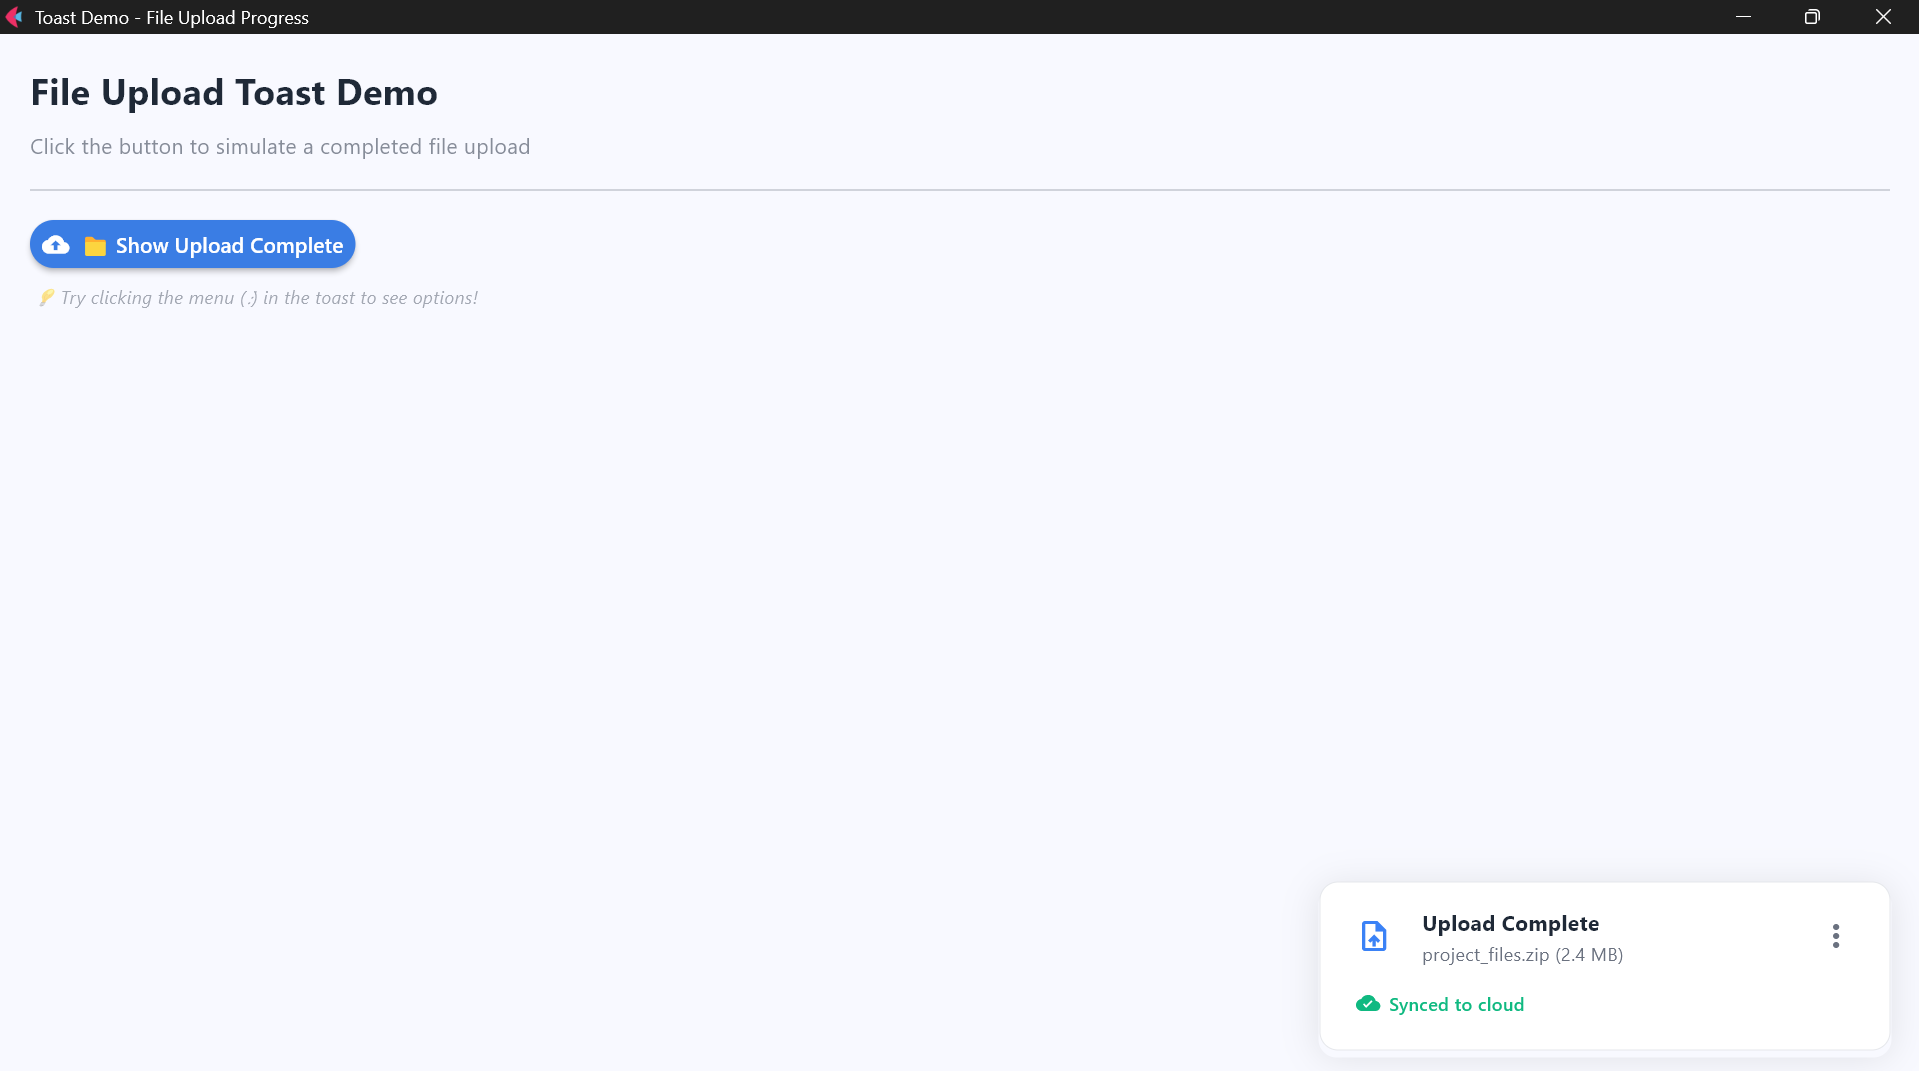 Toast Demo - File Upload Progress
File Upload Toast Demo
Click the button to simulate a completed file upload
Show Upload Complete
Try clicking the menu (⋮) in the toast to see options!
Upload Complete
project_files.zip (2.4 MB)
Synced to cloud